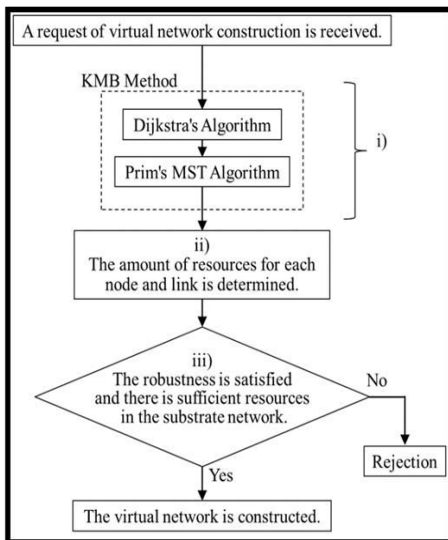 A request of virtual network construction is received.
KMB Method
Dijkstra's Algorithm
i)
Prim's MST Algorithm
ii)
The amount of resources for each
node and link is determined.
iii)
The robustness is satisfied
and there is sufficient resources
in the substrate network.
No
Rejection
Yes
The virtual network is constructed.